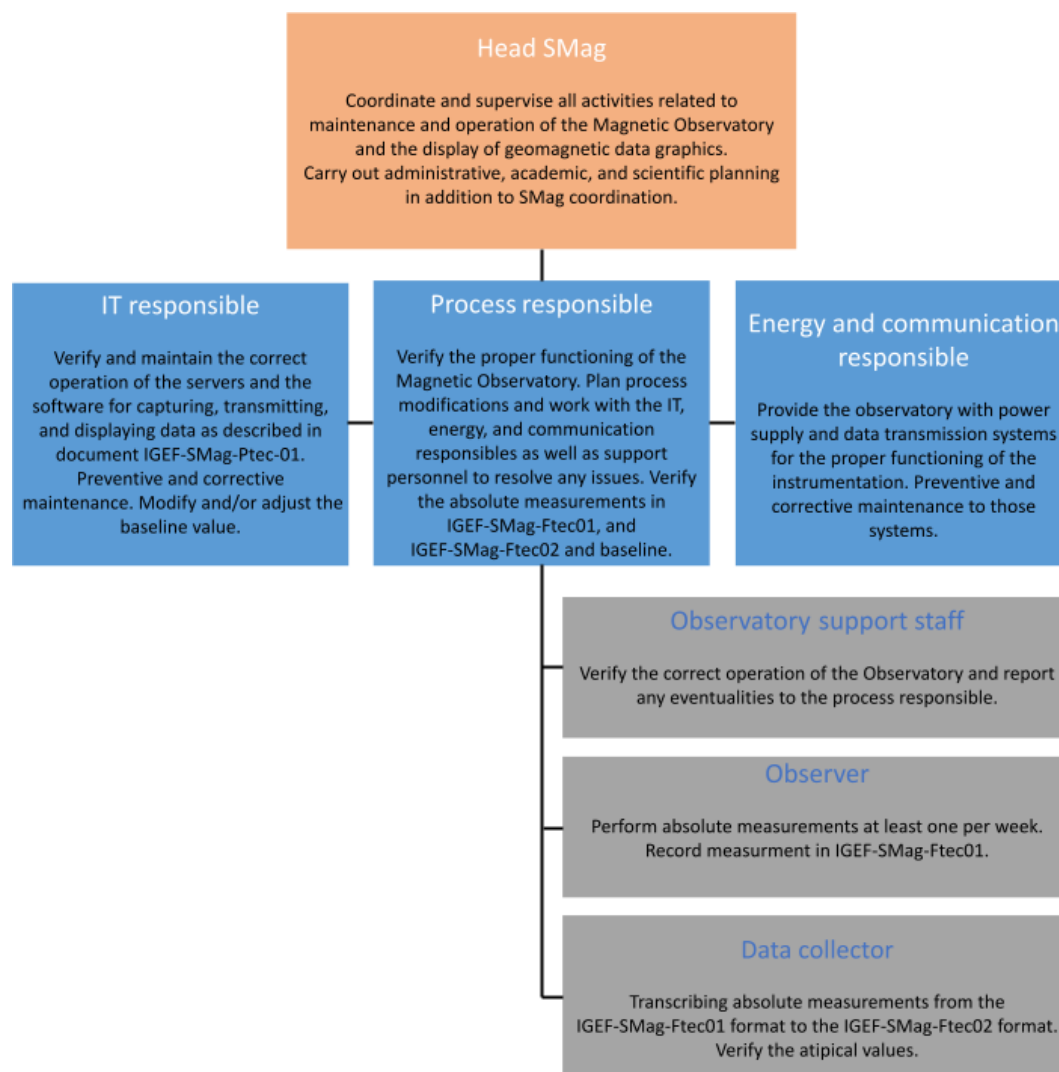 Head SMag
Coordinate and supervise all activities related to
maintenance and operation of the Magnetic Observatory
and the display of geomagnetic data graphics.
Carry out administrative, academic, and scientific planning
in addition to SMag coordination.
IT responsible
Verify and maintain the correct
operation of the servers and the
software for capturing, transmitting,
and displaying data as described in
document IGEF-SMag-Ptec-01.
Preventive and corrective
maintenance. Modify and/or adjust the
baseline value.
Process responsible
Verify the proper functioning of the
Magnetic Observatory. Plan process
modifications and work with the IT,
energy, and communication
responsibles as well as support
personnel to resolve any issues. Verify
the absolute measurements in
IGEF-SMag-Ftec01, and
IGEF-SMag-Ftec02 and baseline.
Energy and communication
responsible
Provide the observatory with power
supply and data transmission systems
for the proper functioning of the
instrumentation. Preventive and
corrective maintenance to those
systems.
Observatory support staff
Verify the correct operation of the Observatory and report
any eventualities to the process responsible.
Observer
Perform absolute measurements at least one per week.
Record measurment in IGEF-SMag-Ftec01.
Data collector
Transcribing absolute measurements from the
IGEF-SMag-Ftec01 format to the IGEF-SMag-Ftec02 format.
Verify the atipical values.